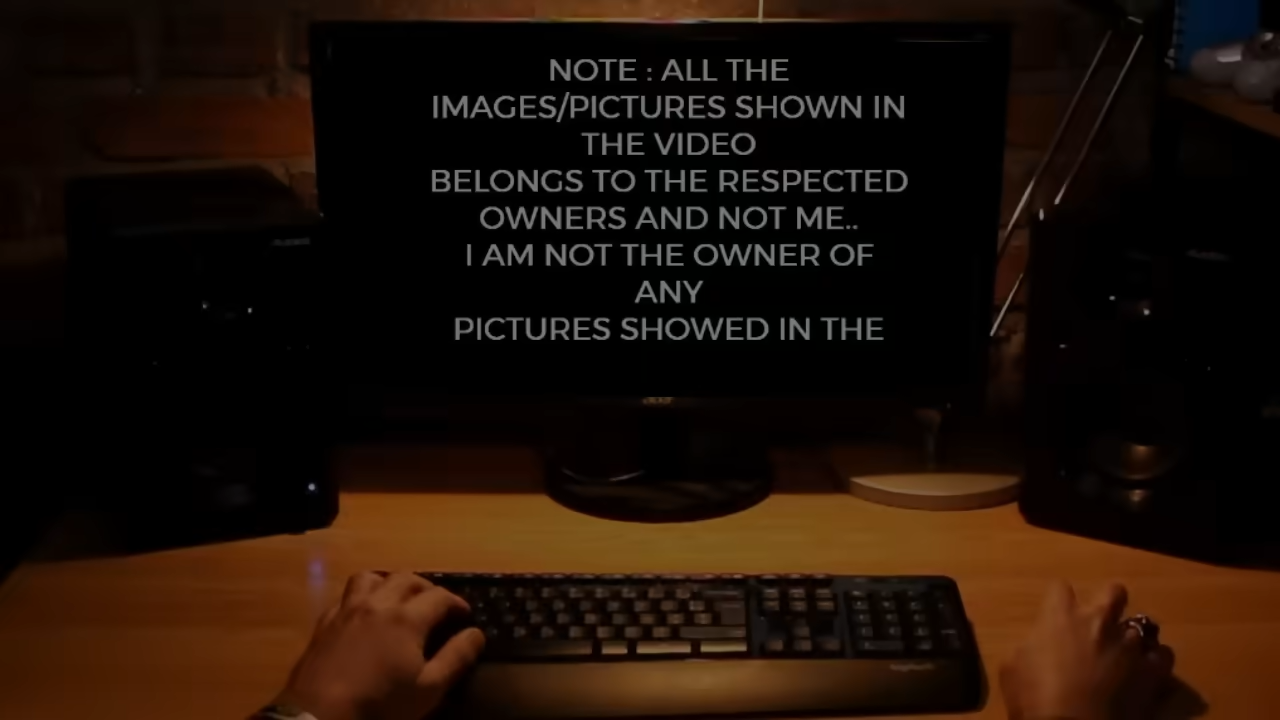 NOTE : ALL THE
IMAGES/PICTURES SHOWN IN
THE VIDEO
BELONGS TO THE RESPECTED
OWNERS AND NOT ME..
I AM NOT THE OWNER OF
ANY
PICTURES SHOWED IN THE